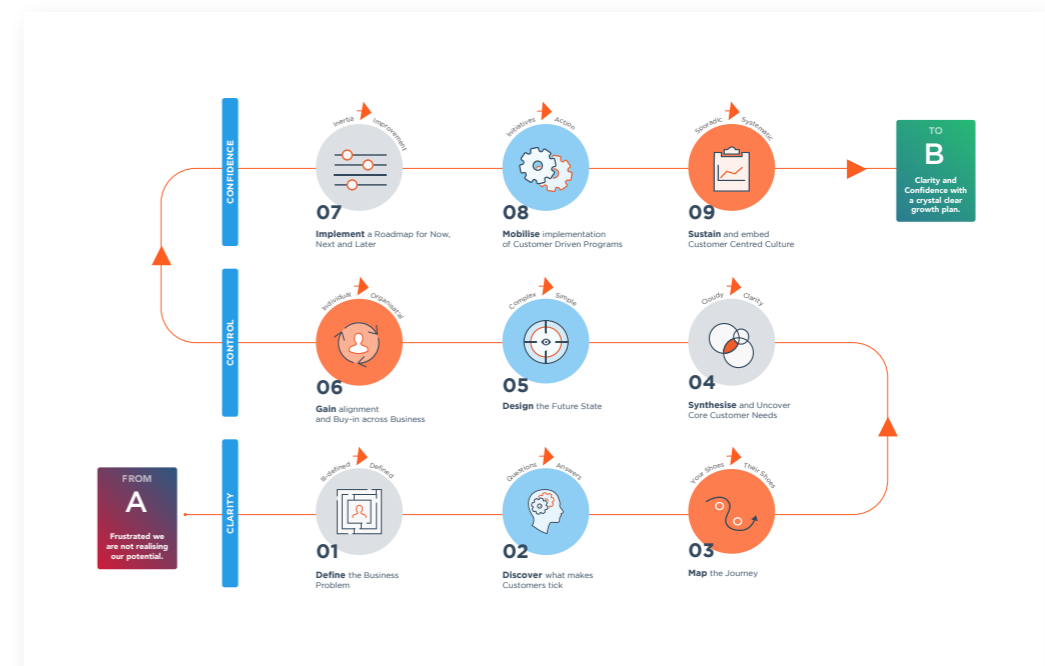 CONFIDENCE
Inertia Improvement
07
Implement a Roadmap for Now,
Next and Later
Initiatives Action
08
Mobilise implementation
of Customer Driven Programs
Sporadic Systematic
09
Sustain and embed
Customer Centred Culture
TO
B
Clarity and
Confidence with
a crystal clear
growth plan.
CONTROL
Individual Organisat'al
06
Gain alignment
and Buy-in across Business
Complex Simple
05
Design the Future State
Cloudy Clarity
04
Synthesise and Uncover
Core Customer Needs
FROM
A
Frustrated we
are not realising
our potential.
CLARITY
Ill-defined Defined
01
Define the Business
Problem
Questions Answers
02
Discover what makes
Customers tick
Your Shoes Their Shoes
03
Map the Journey